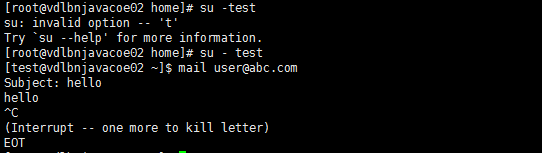 [root@vdlbnjavacoe02 home]# su -test
su: invalid option -- 't'
Try `su --help' for more information.
[root@vdlbnjavacoe02 home]# su - test
[test@vdlbnjavacoe02 ~]$ mail user@abc.com
Subject: hello
hello
^C
(Interrupt -- one more to kill letter)
EOT